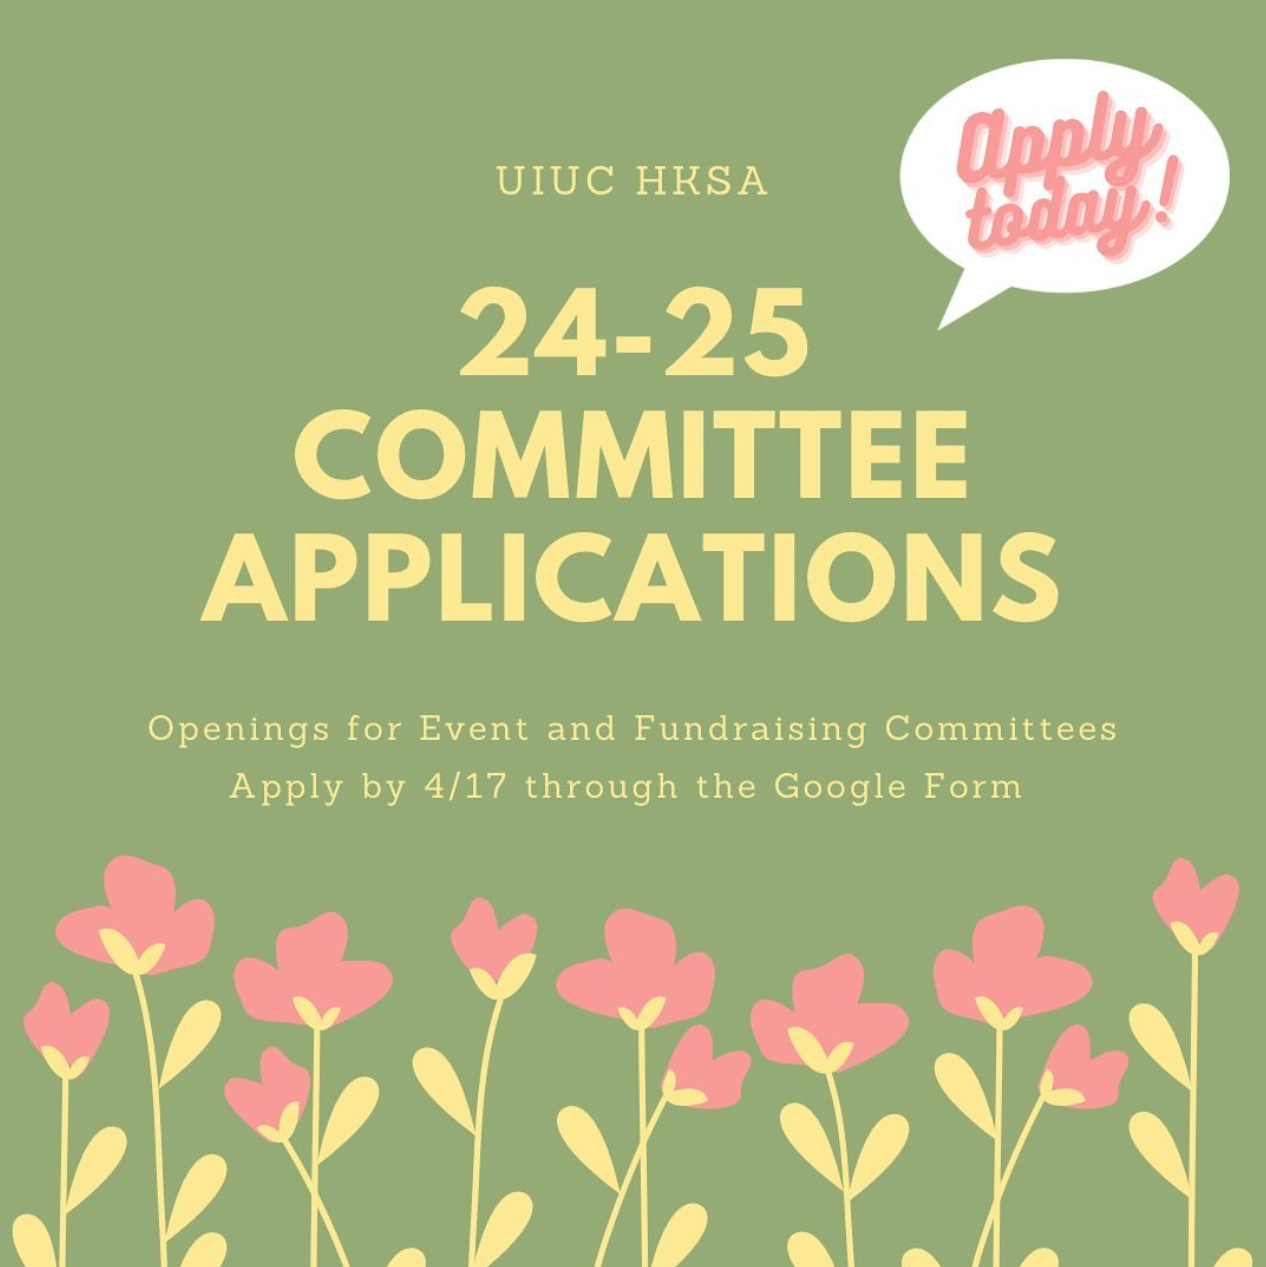 UIUC HKSA
Apply
today!
24-25
COMMITTEE
APPLICATIONS
Openings for Event and Fundraising Committees
Apply by 4/17 through the Google Form